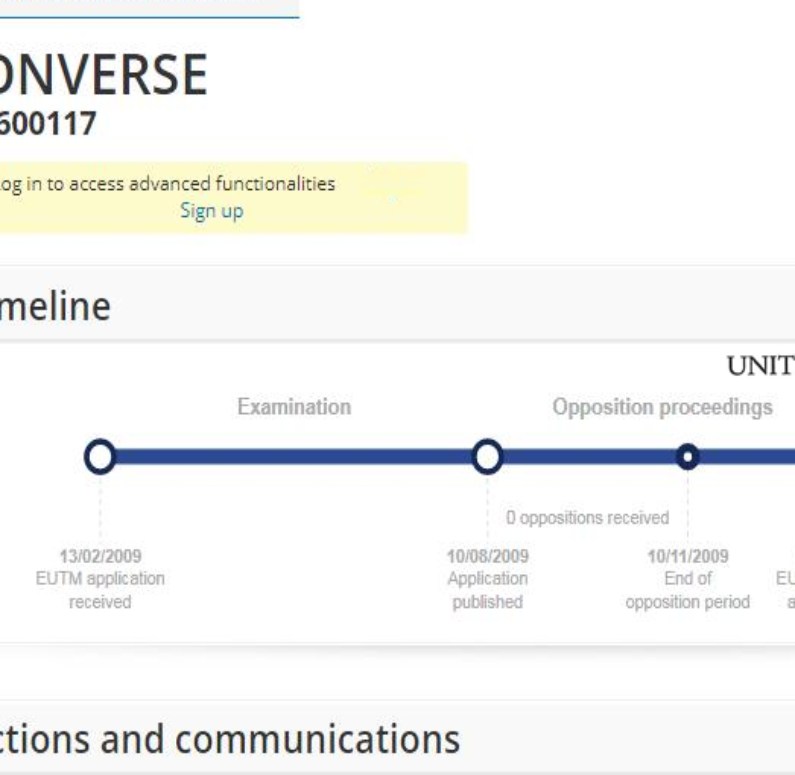 ONVERSE
600117
og in to access advanced functionalities
Sign up
meline
UNIT
Examination
Opposition proceedings
0 oppositions received
13/02/2009
EUTM application
received
10/08/2009
Application
published
10/11/2009
End of
opposition period
EU
a
ctions and communications